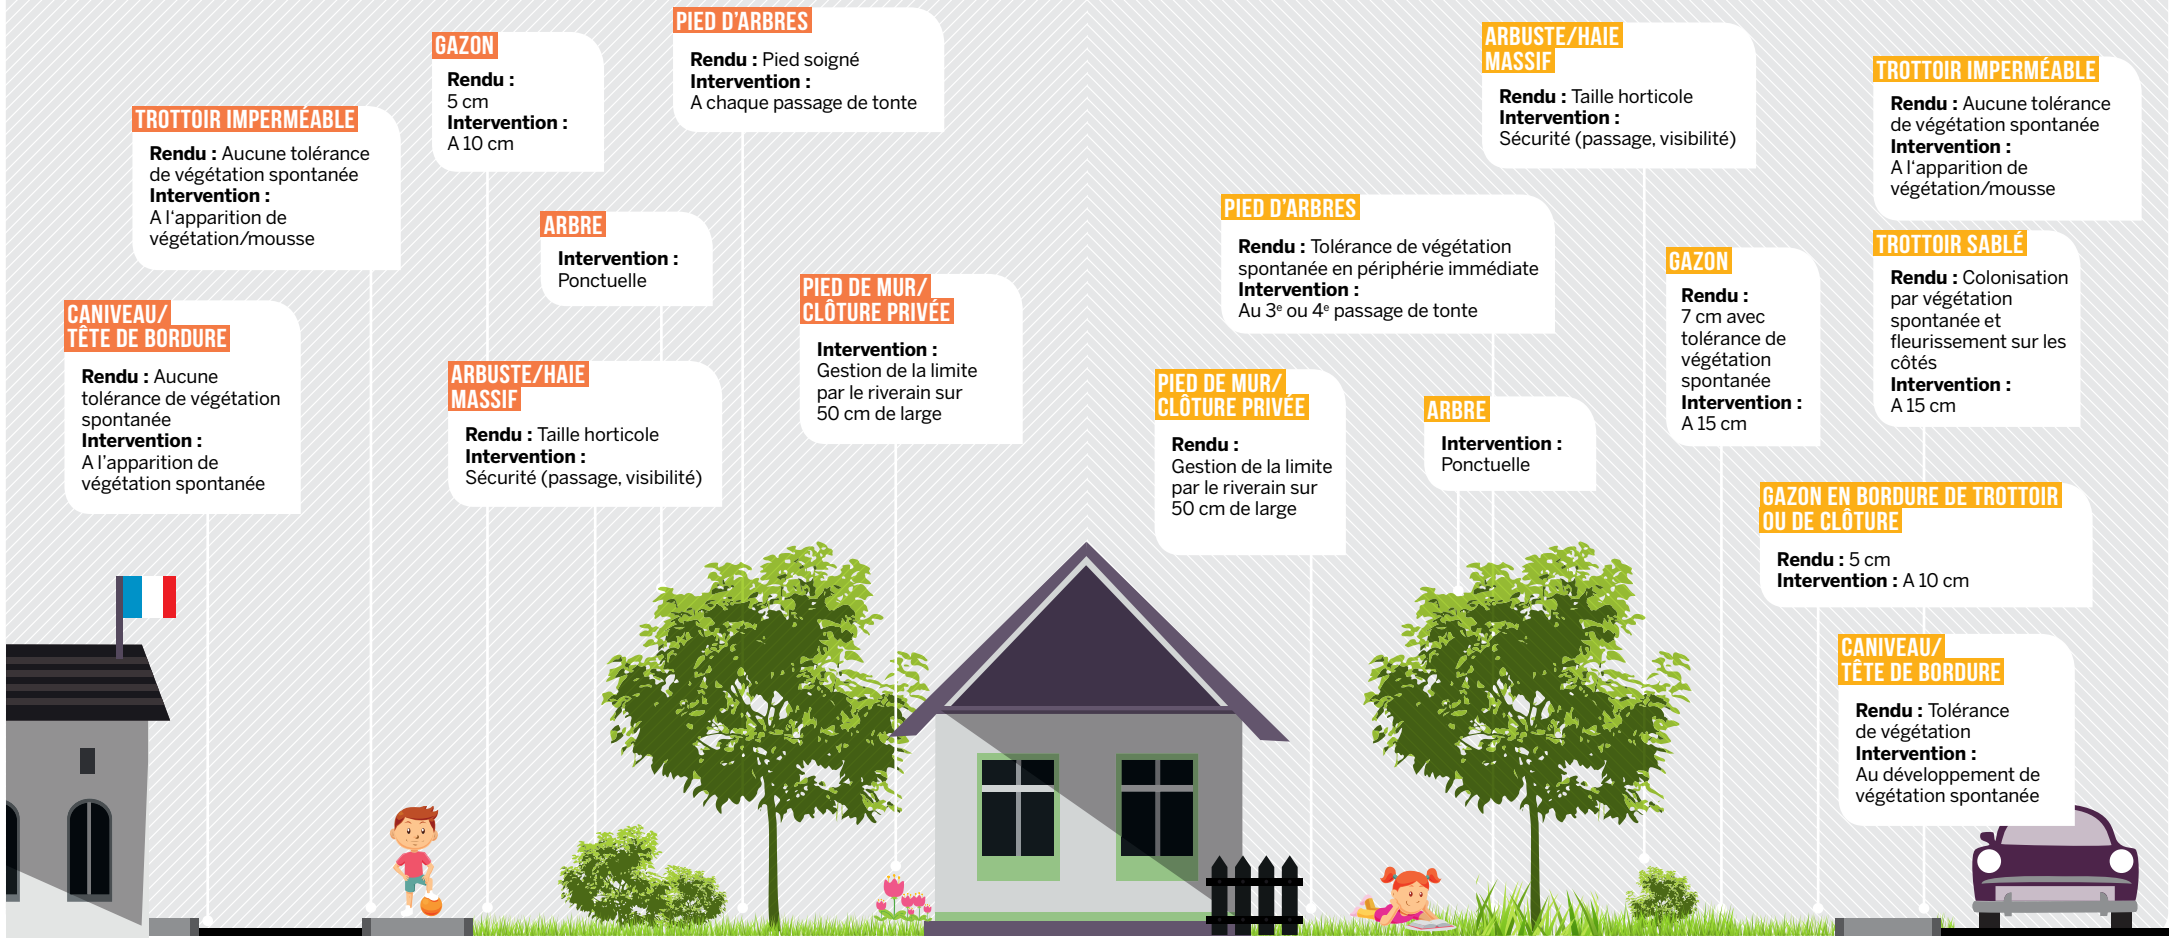 TROTTOIR IMPERMÉABLE
Rendu : Aucune tolérance
de végétation spontanée
Intervention :
A l'apparition de
végétation/mousse
CANIVEAU/
TÊTE DE BORDURE
Rendu : Aucune
tolérance de végétation
spontanée
Intervention :
A l'apparition de
végétation spontanée
GAZON
Rendu :
5 cm
Intervention :
A 10 cm
ARBRE
Intervention :
Ponctuelle
ARBUSTE/HAIE
MASSIF
Rendu : Taille horticole
Intervention :
Sécurité (passage, visibilité)
PIED D'ARBRES
Rendu : Pied soigné
Intervention :
A chaque passage de tonte
PIED DE MUR/
CLÔTURE PRIVÉE
Intervention :
Gestion de la limite
par le riverain sur
50 cm de large
PIED D'ARBRES
Rendu : Tolérance de végétation
spontanée en périphérie immédiate
Intervention :
Au 3e ou 4e passage de tonte
PIED DE MUR/
CLÔTURE PRIVÉE
Rendu :
Gestion de la limite
par le riverain sur
50 cm de large
ARBRE
Intervention :
Ponctuelle
ARBUSTE/HAIE
MASSIF
Rendu : Taille horticole
Intervention :
Sécurité (passage, visibilité)
GAZON
Rendu :
7 cm avec
tolérance de
végétation
spontanée
Intervention :
A 15 cm
TROTTOIR IMPERMÉABLE
Rendu : Aucune tolérance
de végétation spontanée
Intervention :
A l'apparition de
végétation/mousse
TROTTOIR SABLÉ
Rendu : Colonisation
par végétation
spontanée et
fleurissement sur les
côtés
Intervention :
A 15 cm
GAZON EN BORDURE DE TROTTOIR
OU DE CLÔTURE
Rendu : 5 cm
Intervention : A 10 cm
CANIVEAU/
TÊTE DE BORDURE
Rendu : Tolérance
de végétation
Intervention :
Au développement de
végétation spontanée